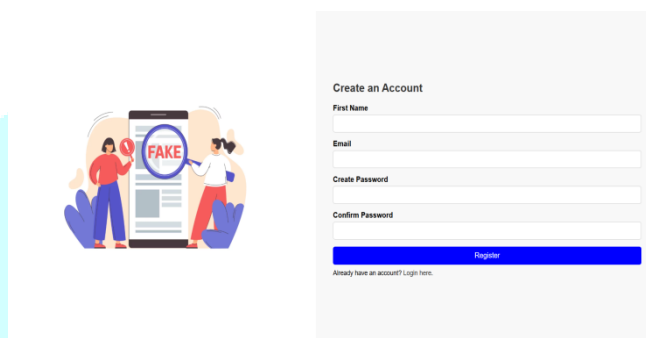 FAKE
Create an Account
First Name
Email
Create Password
Confirm Password
Register
Already have an account? Login here.